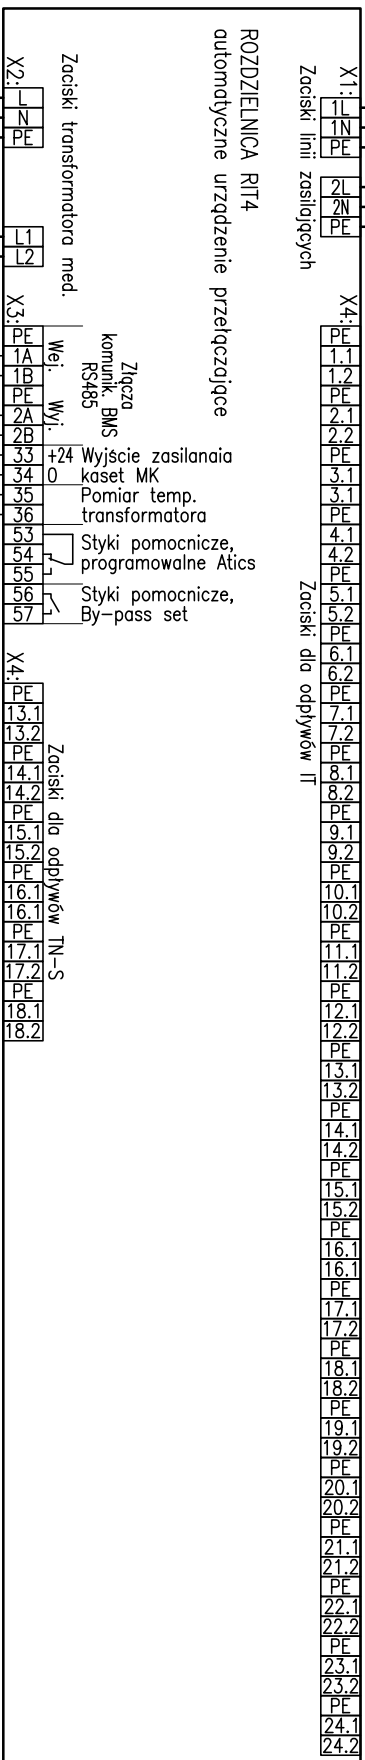 ROZDZIELNICA RIT4
automatyczne urządzenie przełączające
X1:
Zaciski linii zasilających
1L
1N
PE
2L
2N
PE
X4:
Zaciski dla odpływów IT
PE
1.1
1.2
PE
2.1
2.2
PE
3.1
3.1
PE
4.1
4.2
PE
5.1
5.2
PE
6.1
6.2
PE
7.1
7.2
PE
8.1
8.2
PE
9.1
9.2
PE
10.1
10.2
PE
11.1
11.2
PE
12.1
12.2
PE
13.1
13.2
PE
14.1
14.2
PE
15.1
15.2
PE
16.1
16.1
PE
17.1
17.2
PE
18.1
18.2
PE
19.1
19.2
PE
20.1
20.2
PE
21.1
21.2
PE
22.1
22.2
PE
23.1
23.2
PE
24.1
24.2
X2:
Zaciski transformatora med.
L
N
PE
L1
L2
X3:
Złącza
komunik. BMS
RS485
Wej.
Wyj.
PE
1A
1B
PE
2A
2B
33 +24 Wyjście zasilanaia
34 0 kaset MK
35 Pomiar temp.
36 transformatora
53
54 Styki pomocnicze,
55 programowalne Atics
56 Styki pomocnicze,
57 By-pass set
X4:
Zaciski dla odpływów TN-S
PE
13.1
13.2
PE
14.1
14.2
PE
15.1
15.2
PE
16.1
16.1
PE
17.1
17.2
PE
18.1
18.2